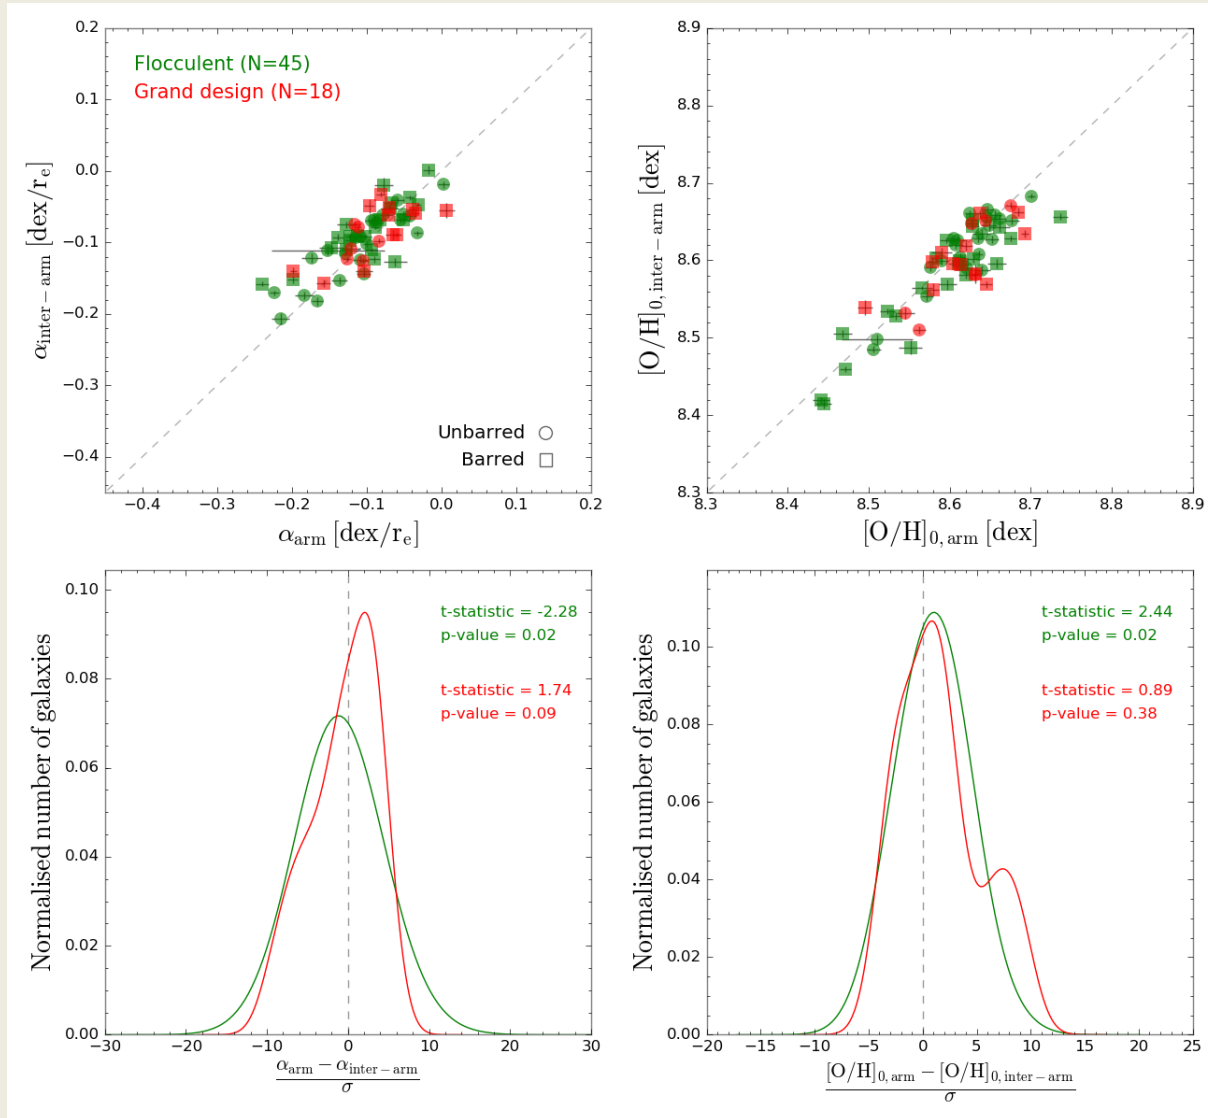 Flocculent (N=45)
Grand design (N=18)
0.2
0.1
0.0
−0.1
−0.2
−0.3
−0.4
α_inter−arm [dex/r_e]
Unbarred
Barred
−0.4 −0.3 −0.2 −0.1 0.0 0.1 0.2
α_arm [dex/r_e]
8.9
8.8
8.7
8.6
8.5
8.4
8.3
[O/H]_0,inter−arm [dex]
8.3 8.4 8.5 8.6 8.7 8.8 8.9
[O/H]_0,arm [dex]
0.10
0.08
0.06
0.04
0.02
0.00
Normalised number of galaxies
t-statistic = -2.28
p-value = 0.02
t-statistic = 1.74
p-value = 0.09
−30 −20 −10 0 10 20 30
α_arm − α_inter−arm
σ
0.10
0.08
0.06
0.04
0.02
0.00
Normalised number of galaxies
t-statistic = 2.44
p-value = 0.02
t-statistic = 0.89
p-value = 0.38
−20 −15 −10 −5 0 5 10 15 20 25
[O/H]_0,arm − [O/H]_0,inter−arm
σ